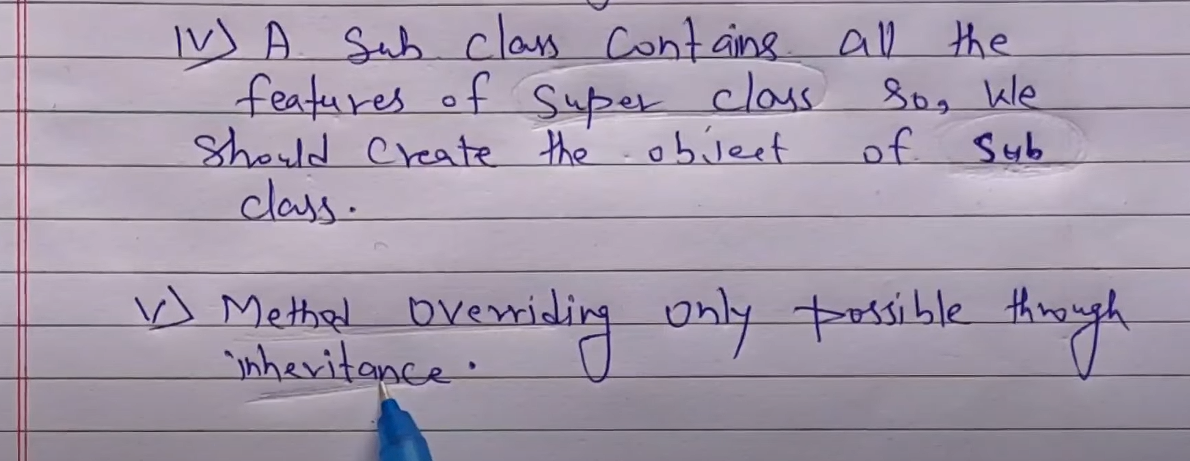 IV) A Sub class Contains all the
features of Super class so, We
should Create the object of Sub
class.
V) Method Overriding only possible through
inheritance.